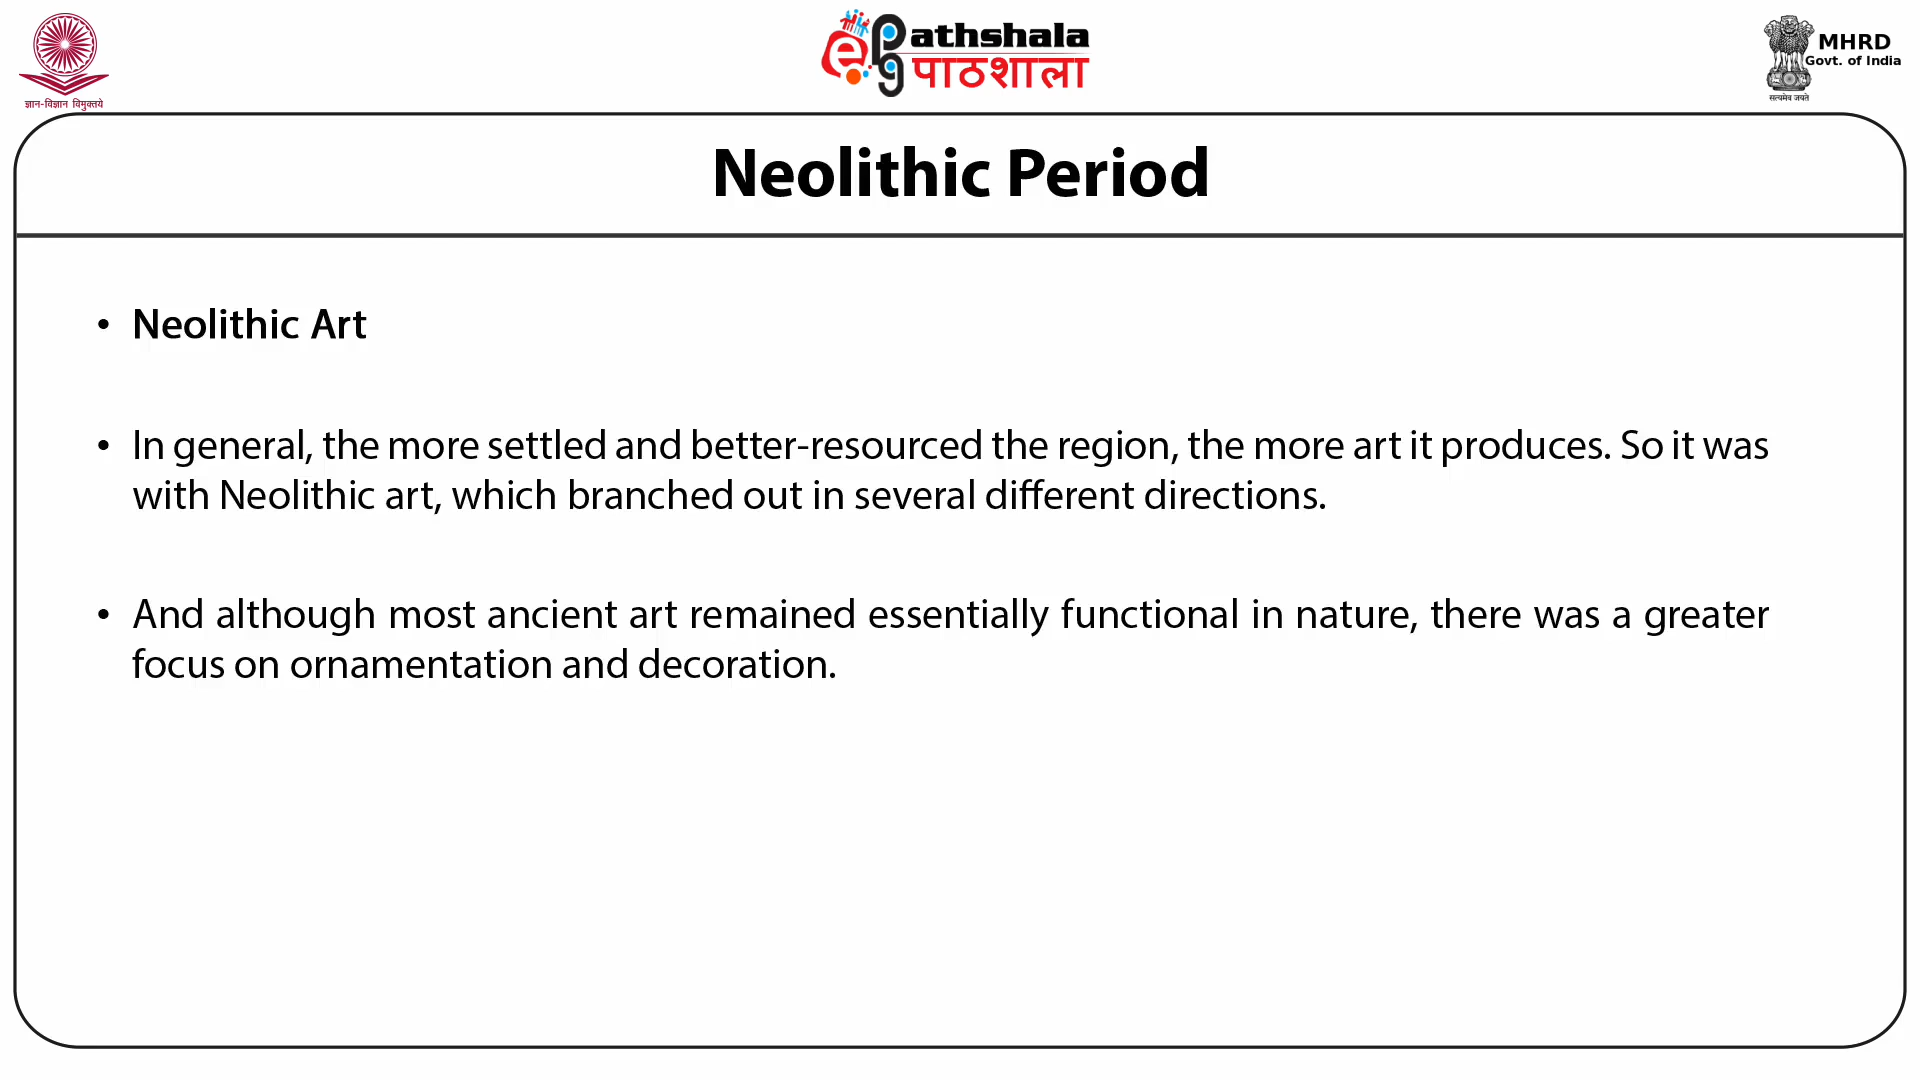 ज्ञान-विज्ञान विमुक्तये
ePathshala
पाठशाला
MHRD
Govt. of India
सत्यमेव जयते
Neolithic Period
• Neolithic Art
• In general, the more settled and better-resourced the region, the more art it produces. So it was
with Neolithic art, which branched out in several different directions.
• And although most ancient art remained essentially functional in nature, there was a greater
focus on ornamentation and decoration.